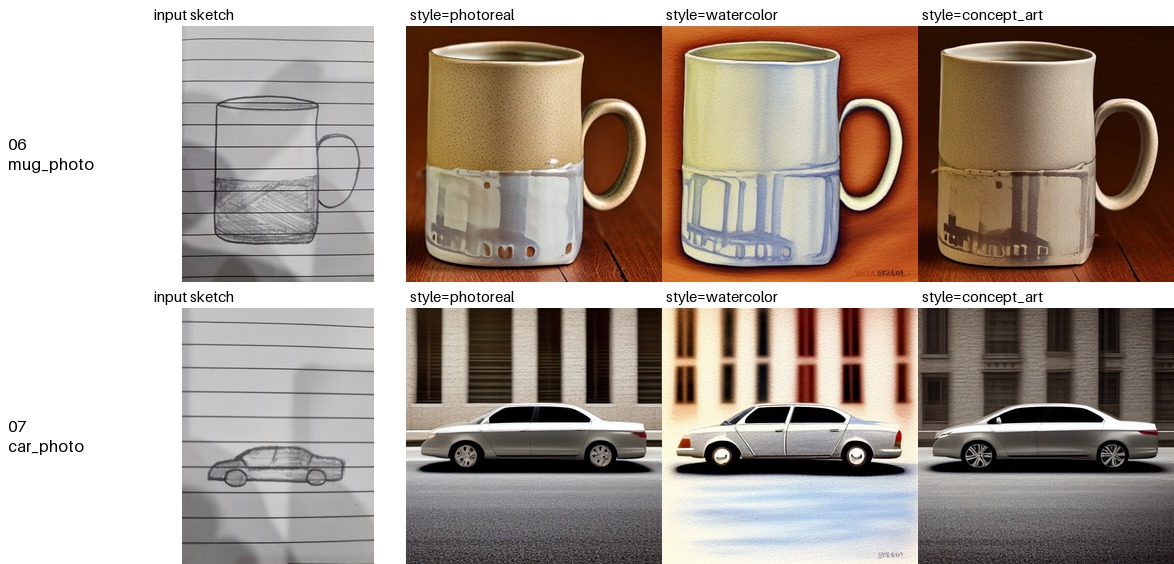 input sketch
style=photoreal
style=watercolor
style=concept_art
06
mug_photo
input sketch
style=photoreal
style=watercolor
style=concept_art
07
car_photo